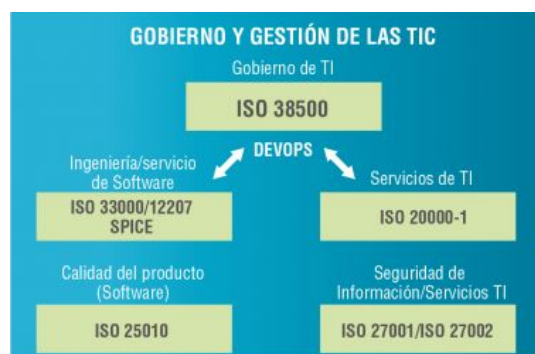 GOBIERNO Y GESTIÓN DE LAS TIC
Gobierno de TI
ISO 38500
DEVOPS
Ingeniería/servicio
de Software
ISO 33000/12207
SPICE
Servicios de TI
ISO 20000-1
Calidad del producto
(Software)
ISO 25010
Seguridad de
Información/Servicios TI
ISO 27001/ISO 27002